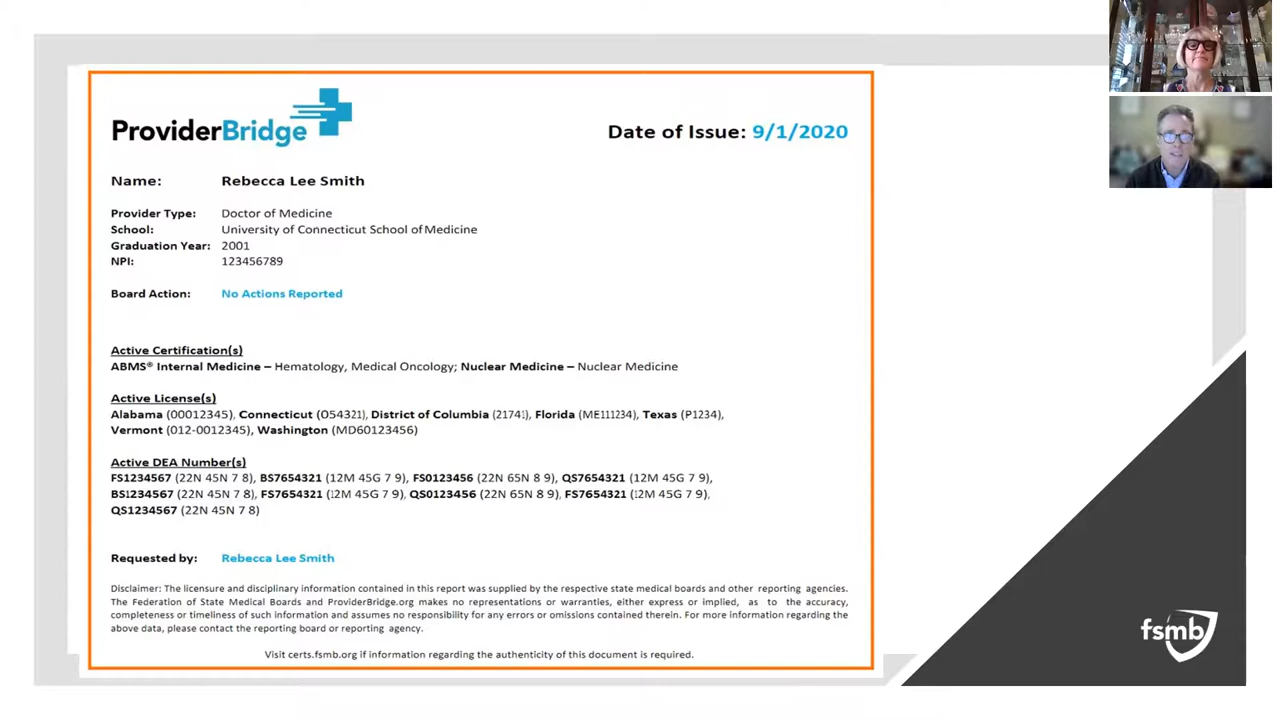 ProviderBridge
Date of Issue: 9/1/2020
Name: Rebecca Lee Smith
Provider Type: Doctor of Medicine
School: University of Connecticut School of Medicine
Graduation Year: 2001
NPI: 123456789
Board Action: No Actions Reported
Active Certification(s)
ABMS® Internal Medicine – Hematology, Medical Oncology; Nuclear Medicine – Nuclear Medicine
Active License(s)
Alabama (00012345), Connecticut (054321), District of Columbia (21741), Florida (ME111234), Texas (P1234),
Vermont (012-0012345), Washington (MD60123456)
Active DEA Number(s)
FS1234567 (22N 45N 7 8), BS7654321 (12M 45G 7 9), FS0123456 (22N 65N 8 9), QS7654321 (12M 45G 7 9),
BS1234567 (22N 45N 7 8), FS7654321 (12M 45G 7 9), QS0123456 (22N 65N 8 9), FS7654321 (12M 45G 7 9),
QS1234567 (22N 45N 7 8)
Requested by: Rebecca Lee Smith
Disclaimer: The licensure and disciplinary information contained in this report was supplied by the respective state medical boards and other reporting agencies.
The Federation of State Medical Boards and ProviderBridge.org makes no representations or warranties, either express or implied, as to the accuracy,
completeness or timeliness of such information and assumes no responsibility for any errors or omissions contained therein. For more information regarding the
above data, please contact the reporting board or reporting agency.
Visit certs.fsmb.org if information regarding the authenticity of this document is required.
fsmb